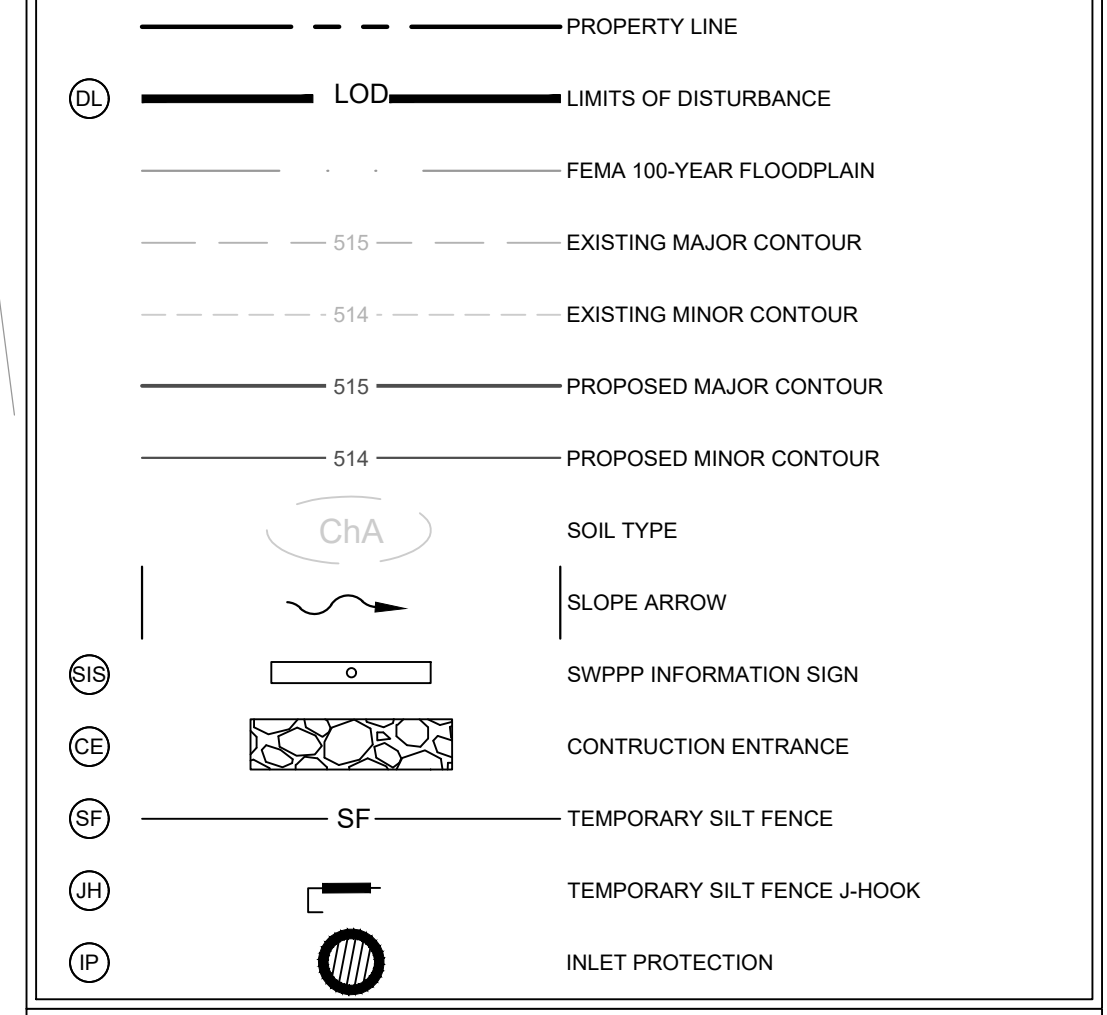 PROPERTY LINE
DL LOD LIMITS OF DISTURBANCE
FEMA 100-YEAR FLOODPLAIN
515 EXISTING MAJOR CONTOUR
514 EXISTING MINOR CONTOUR
515 PROPOSED MAJOR CONTOUR
514 PROPOSED MINOR CONTOUR
ChA SOIL TYPE
SLOPE ARROW
SIS SWPPP INFORMATION SIGN
CE CONTRUCTION ENTRANCE
SF SF TEMPORARY SILT FENCE
JH TEMPORARY SILT FENCE J-HOOK
IP INLET PROTECTION